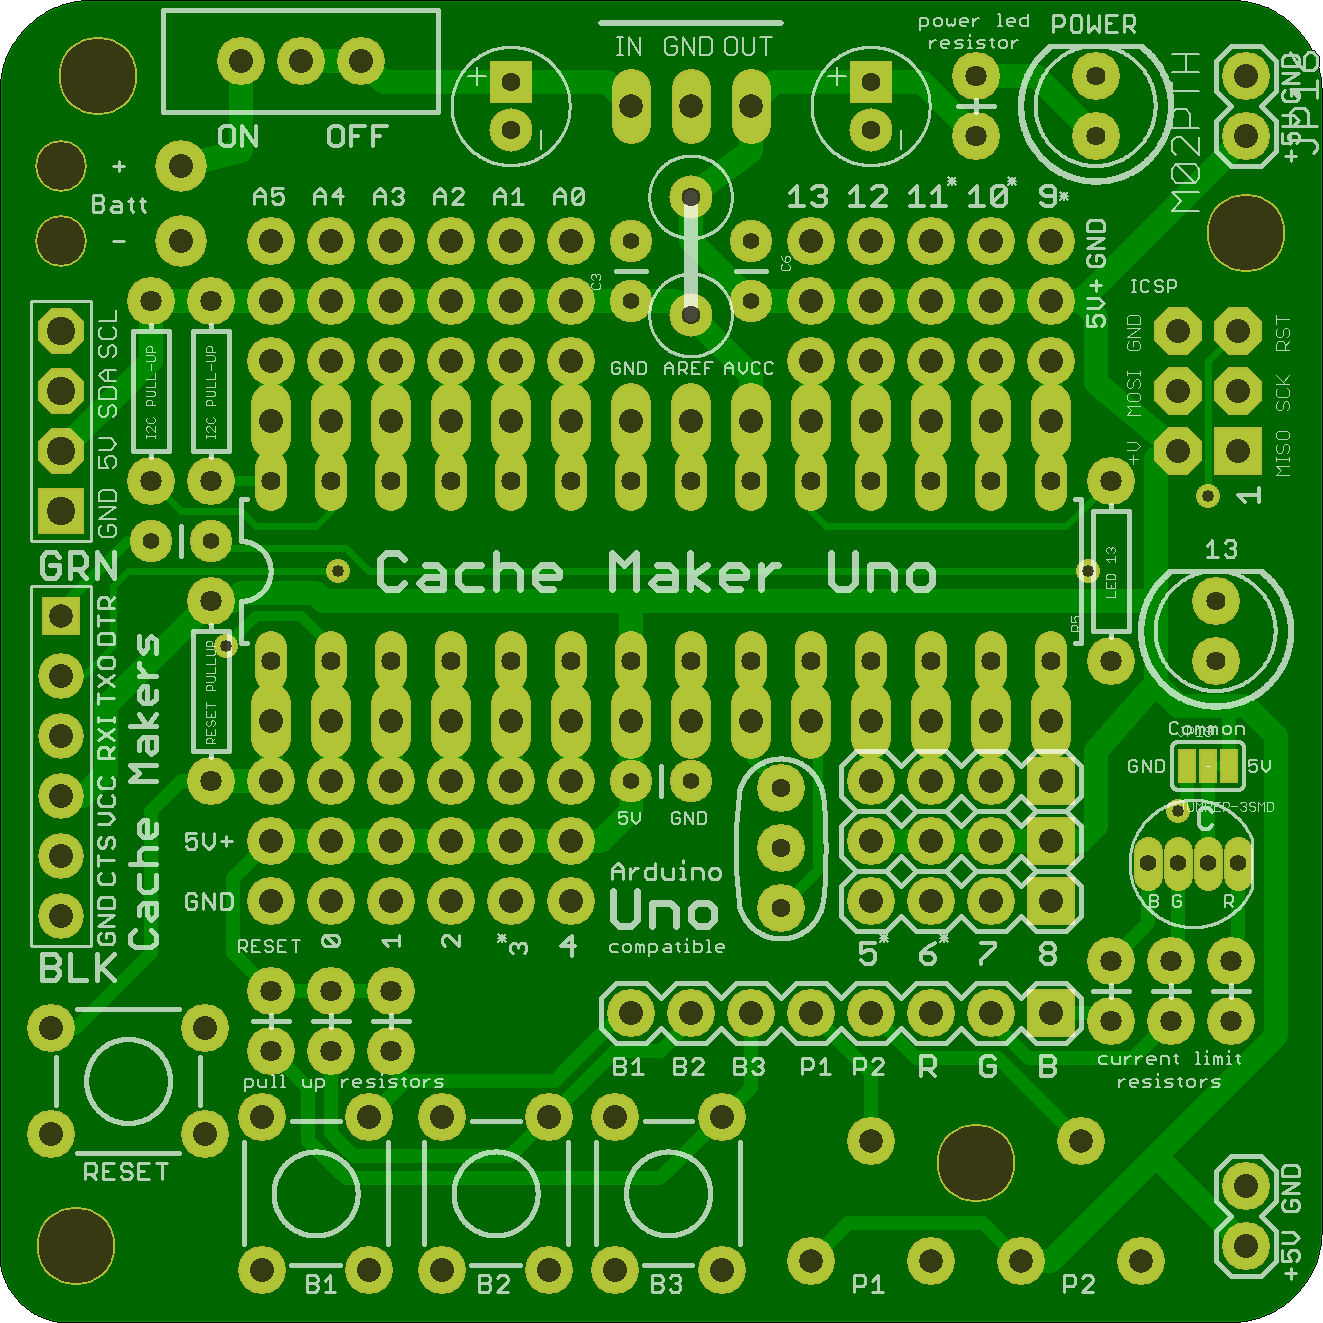 power led
resistor
POWER
IN GND OUT
+
-
+
-
ON OFF
GND
+5V
JP18
M02PTH
+
Batt
-
A5 A4 A3 A2 A1 A0
13 12 11* 10* 9*
C3
C6
5V+ GND
ICSP
GND MOSI +V
RST SCK MISO
1
GND AREF AVCC
SCL
SDA
5V
GND
I2C PULL-UP
I2C PULL-UP
GRN
Cache Maker Uno
LED 13
R5
13
DTR
TXO
RXI
VCC
CTS
GND
BLK
Cache Makers
RESET PULLUP
Common
GND 5V
JUMPER-3SMD
C
B G R
5V GND
5V+
GND
RESET 0 1 2 *3 4
Arduino
Uno
compatible
5* 6* 7 8
B1 B2 B3 P1 P2 R G B
current limit
resistors
pull up resistors
RESET
B1 B2 B3
P1 P2
+5V GND